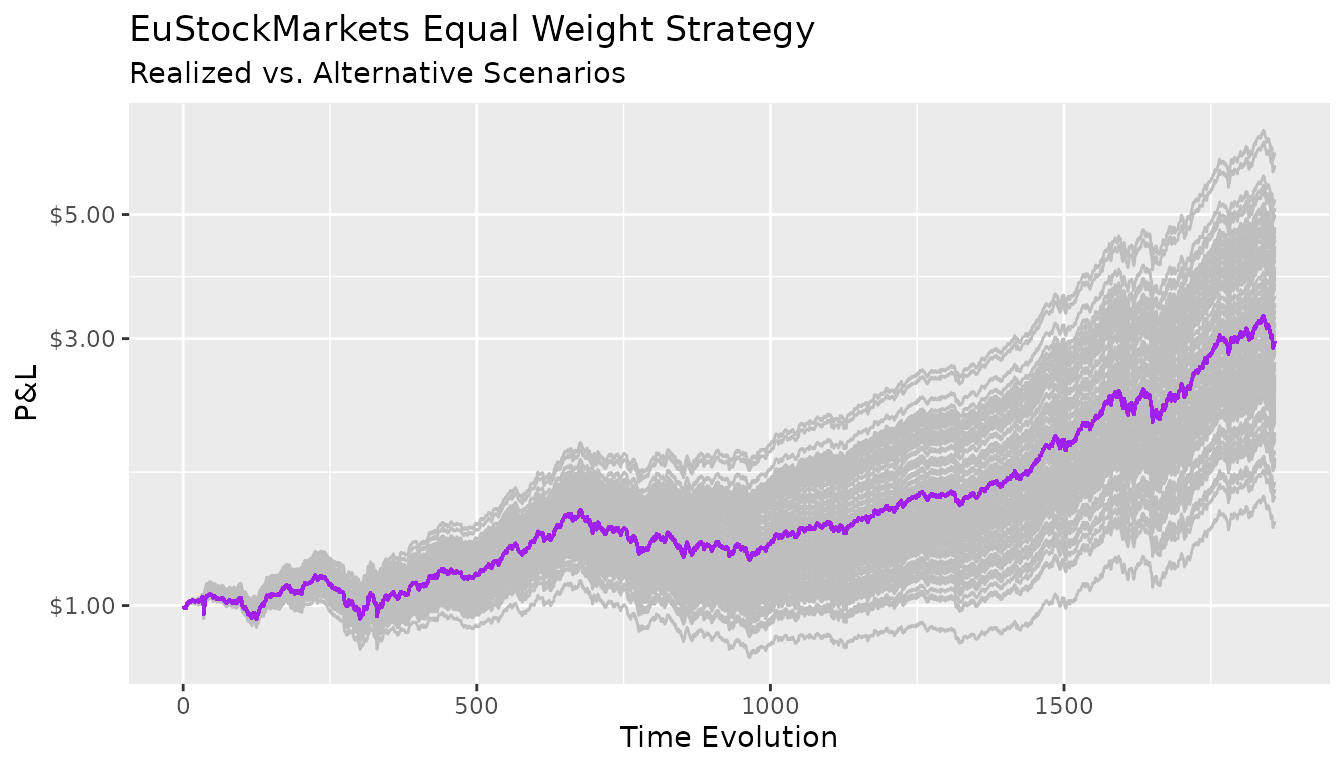 EuStockMarkets Equal Weight Strategy
Realized vs. Alternative Scenarios
P&L
$5.00
$3.00
$1.00
0 500 1000 1500
Time Evolution